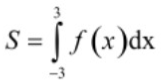 S = ∫_{-3}^{3} f(x)dx